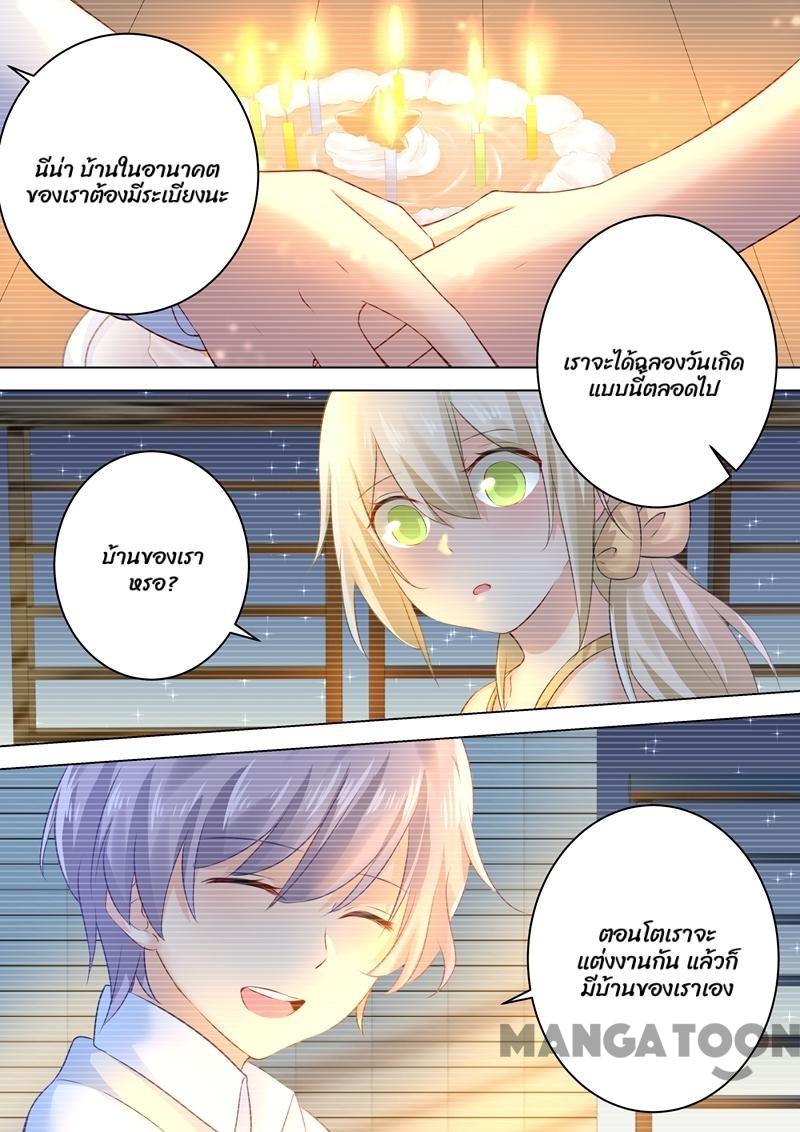 นีน่า บ้านในอานาคต
ของเราต้องมีระเบียงนะ
เราจะได้ฉลองวันเกิด
แบบนี้ตลอดไป
บ้านของเรา
หรอ?
ตอนโตเราจะ
แต่งงานกัน แล้วก็
มีบ้านของเราเอง
MANGATOON